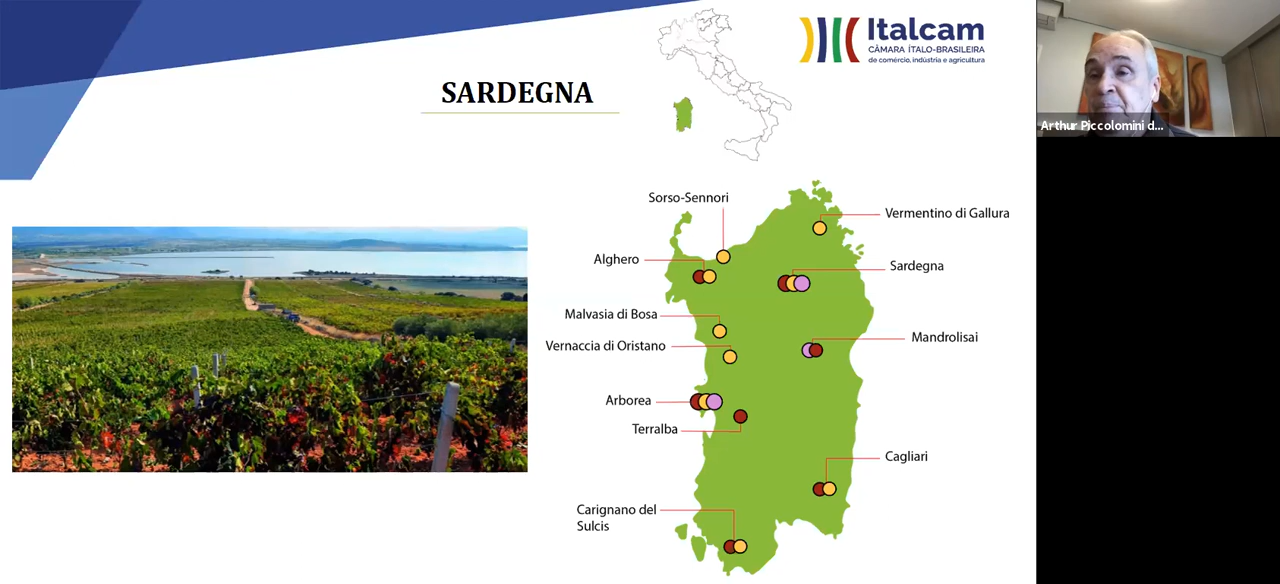 SARDEGNA
Italcam
CÂMARA ÍTALO-BRASILEIRA
de comércio, indústria e agricultura
Arthur Piccolomini d...
Sorso-Sennori
Vermentino di Gallura
Alghero
Sardegna
Malvasia di Bosa
Mandrolisai
Vernaccia di Oristano
Arborea
Terralba
Cagliari
Carignano del
Sulcis